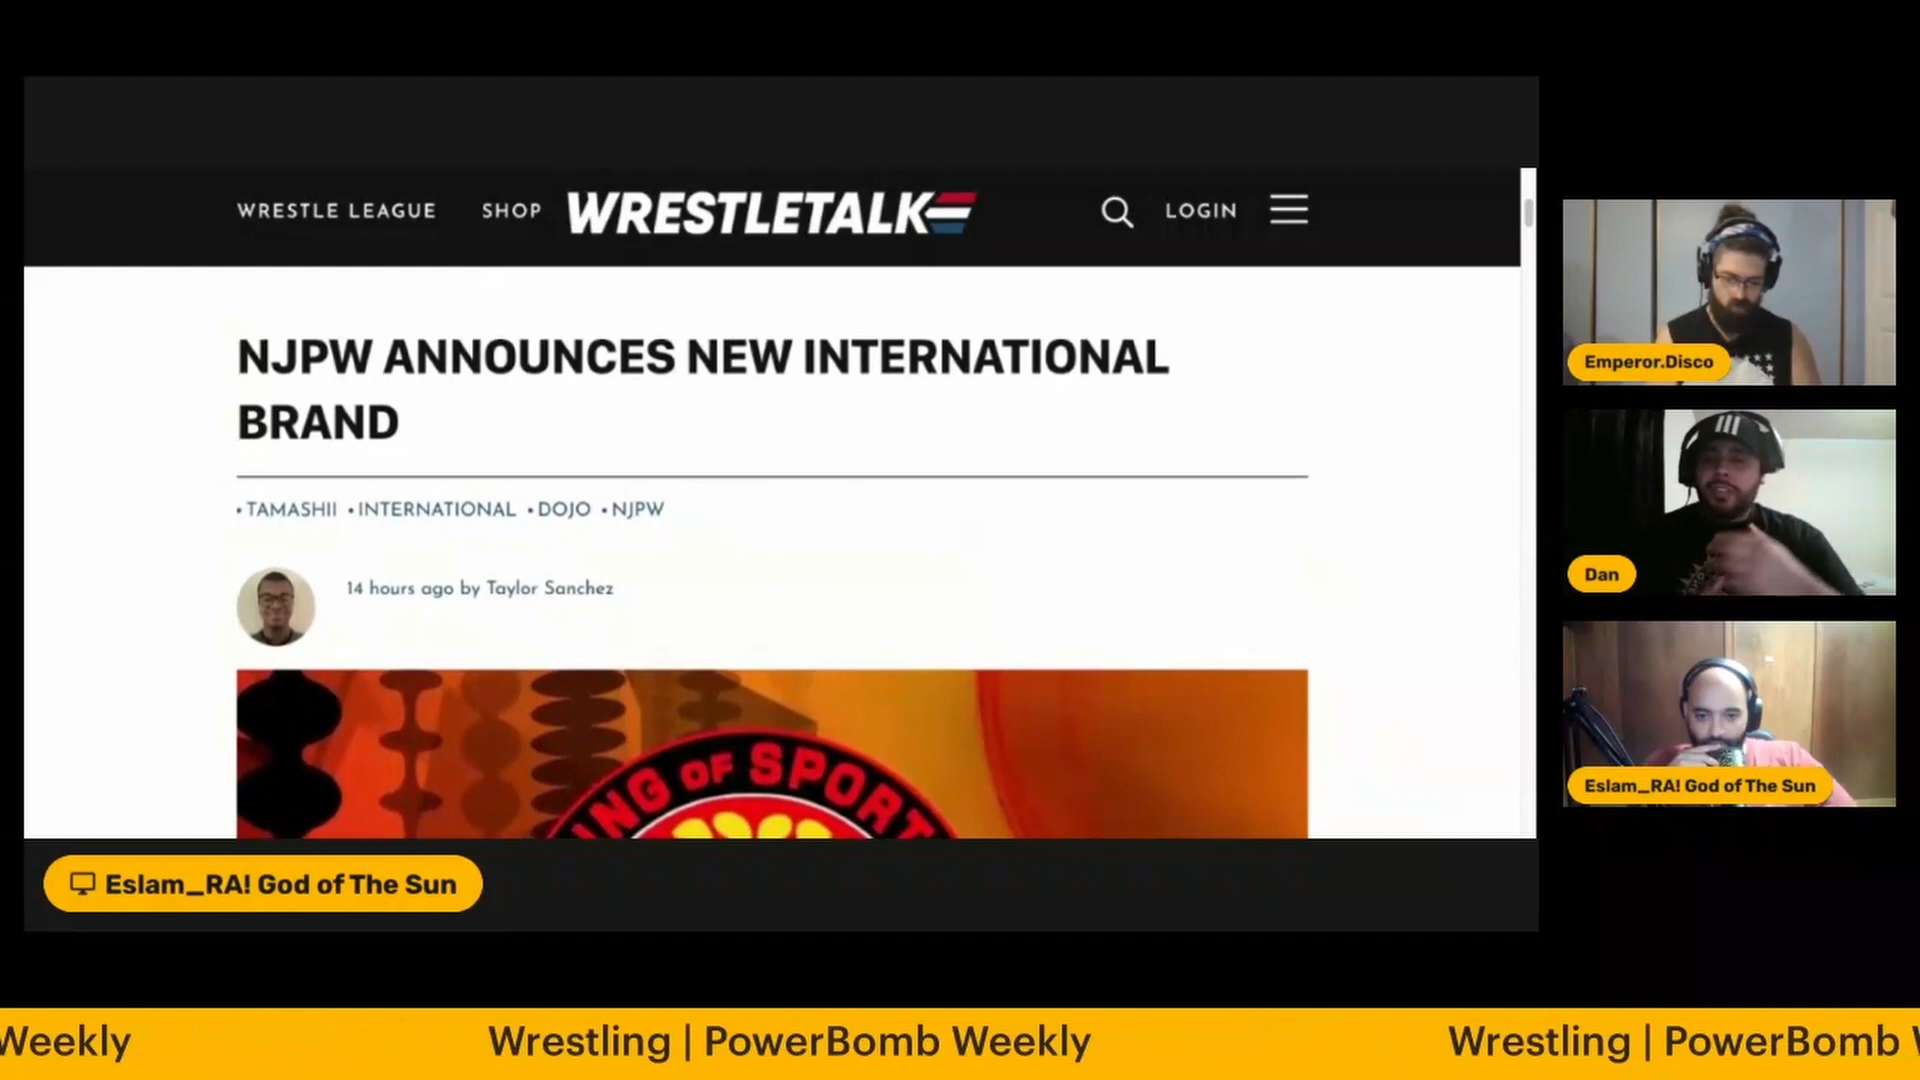 WRESTLE LEAGUE SHOP WRESTLETALK LOGIN
NJPW ANNOUNCES NEW INTERNATIONAL
BRAND
• TAMASHII • INTERNATIONAL • DOJO • NJPW
14 hours ago by Taylor Sanchez
OF SPORT
Emperor.Disco
Dan
Eslam_RA! God of The Sun
Eslam_RA! God of The Sun
Weekly Wrestling | PowerBomb Weekly Wrestling | PowerBomb